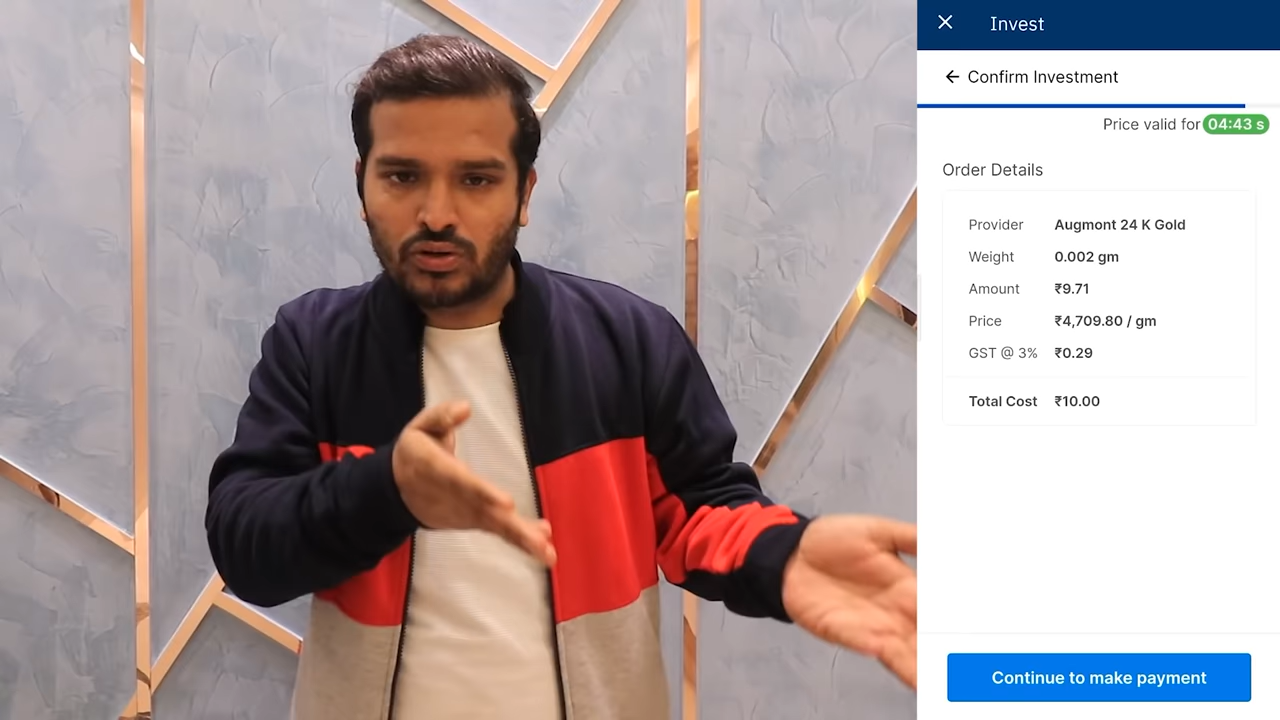 Invest
Confirm Investment
Price valid for 04:43 s
Order Details
Provider Augmont 24 K Gold
Weight 0.002 gm
Amount ₹9.71
Price ₹4,709.80 / gm
GST @ 3% ₹0.29
Total Cost ₹10.00
Continue to make payment